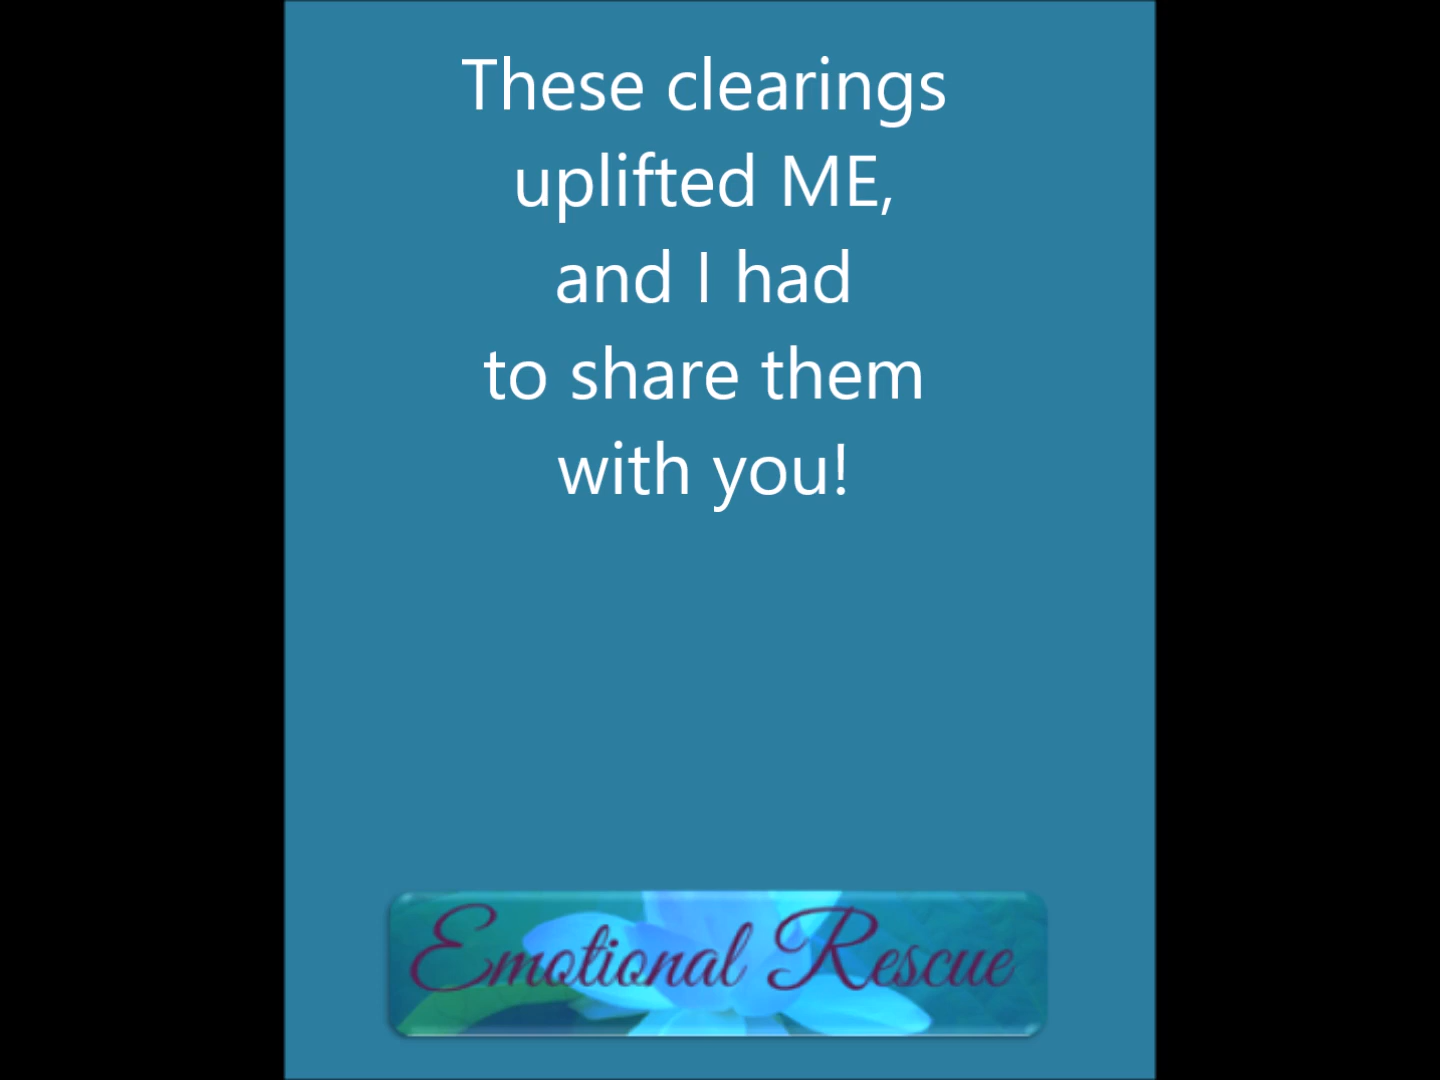 These clearings
uplifted ME,
and I had
to share them
with you!
Emotional Rescue